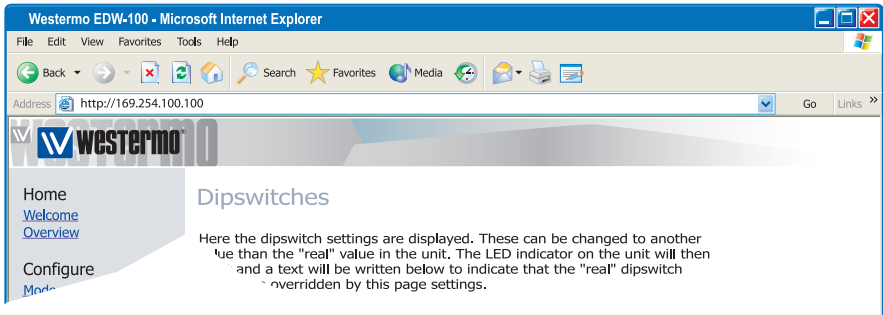 Westermo EDW-100 - Microsoft Internet Explorer
File Edit View Favorites Tools Help
Back Search Favorites Media
Address http://169.254.100.100 Go Links »
westermo®
Home
Welcome
Overview
Configure
Dipswitches
Here the dipswitch settings are displayed. These can be changed to another
than the "real" value in the unit. The LED indicator on the unit will then
and a text will be written below to indicate that the "real" dipswitch
overridden by this page settings.